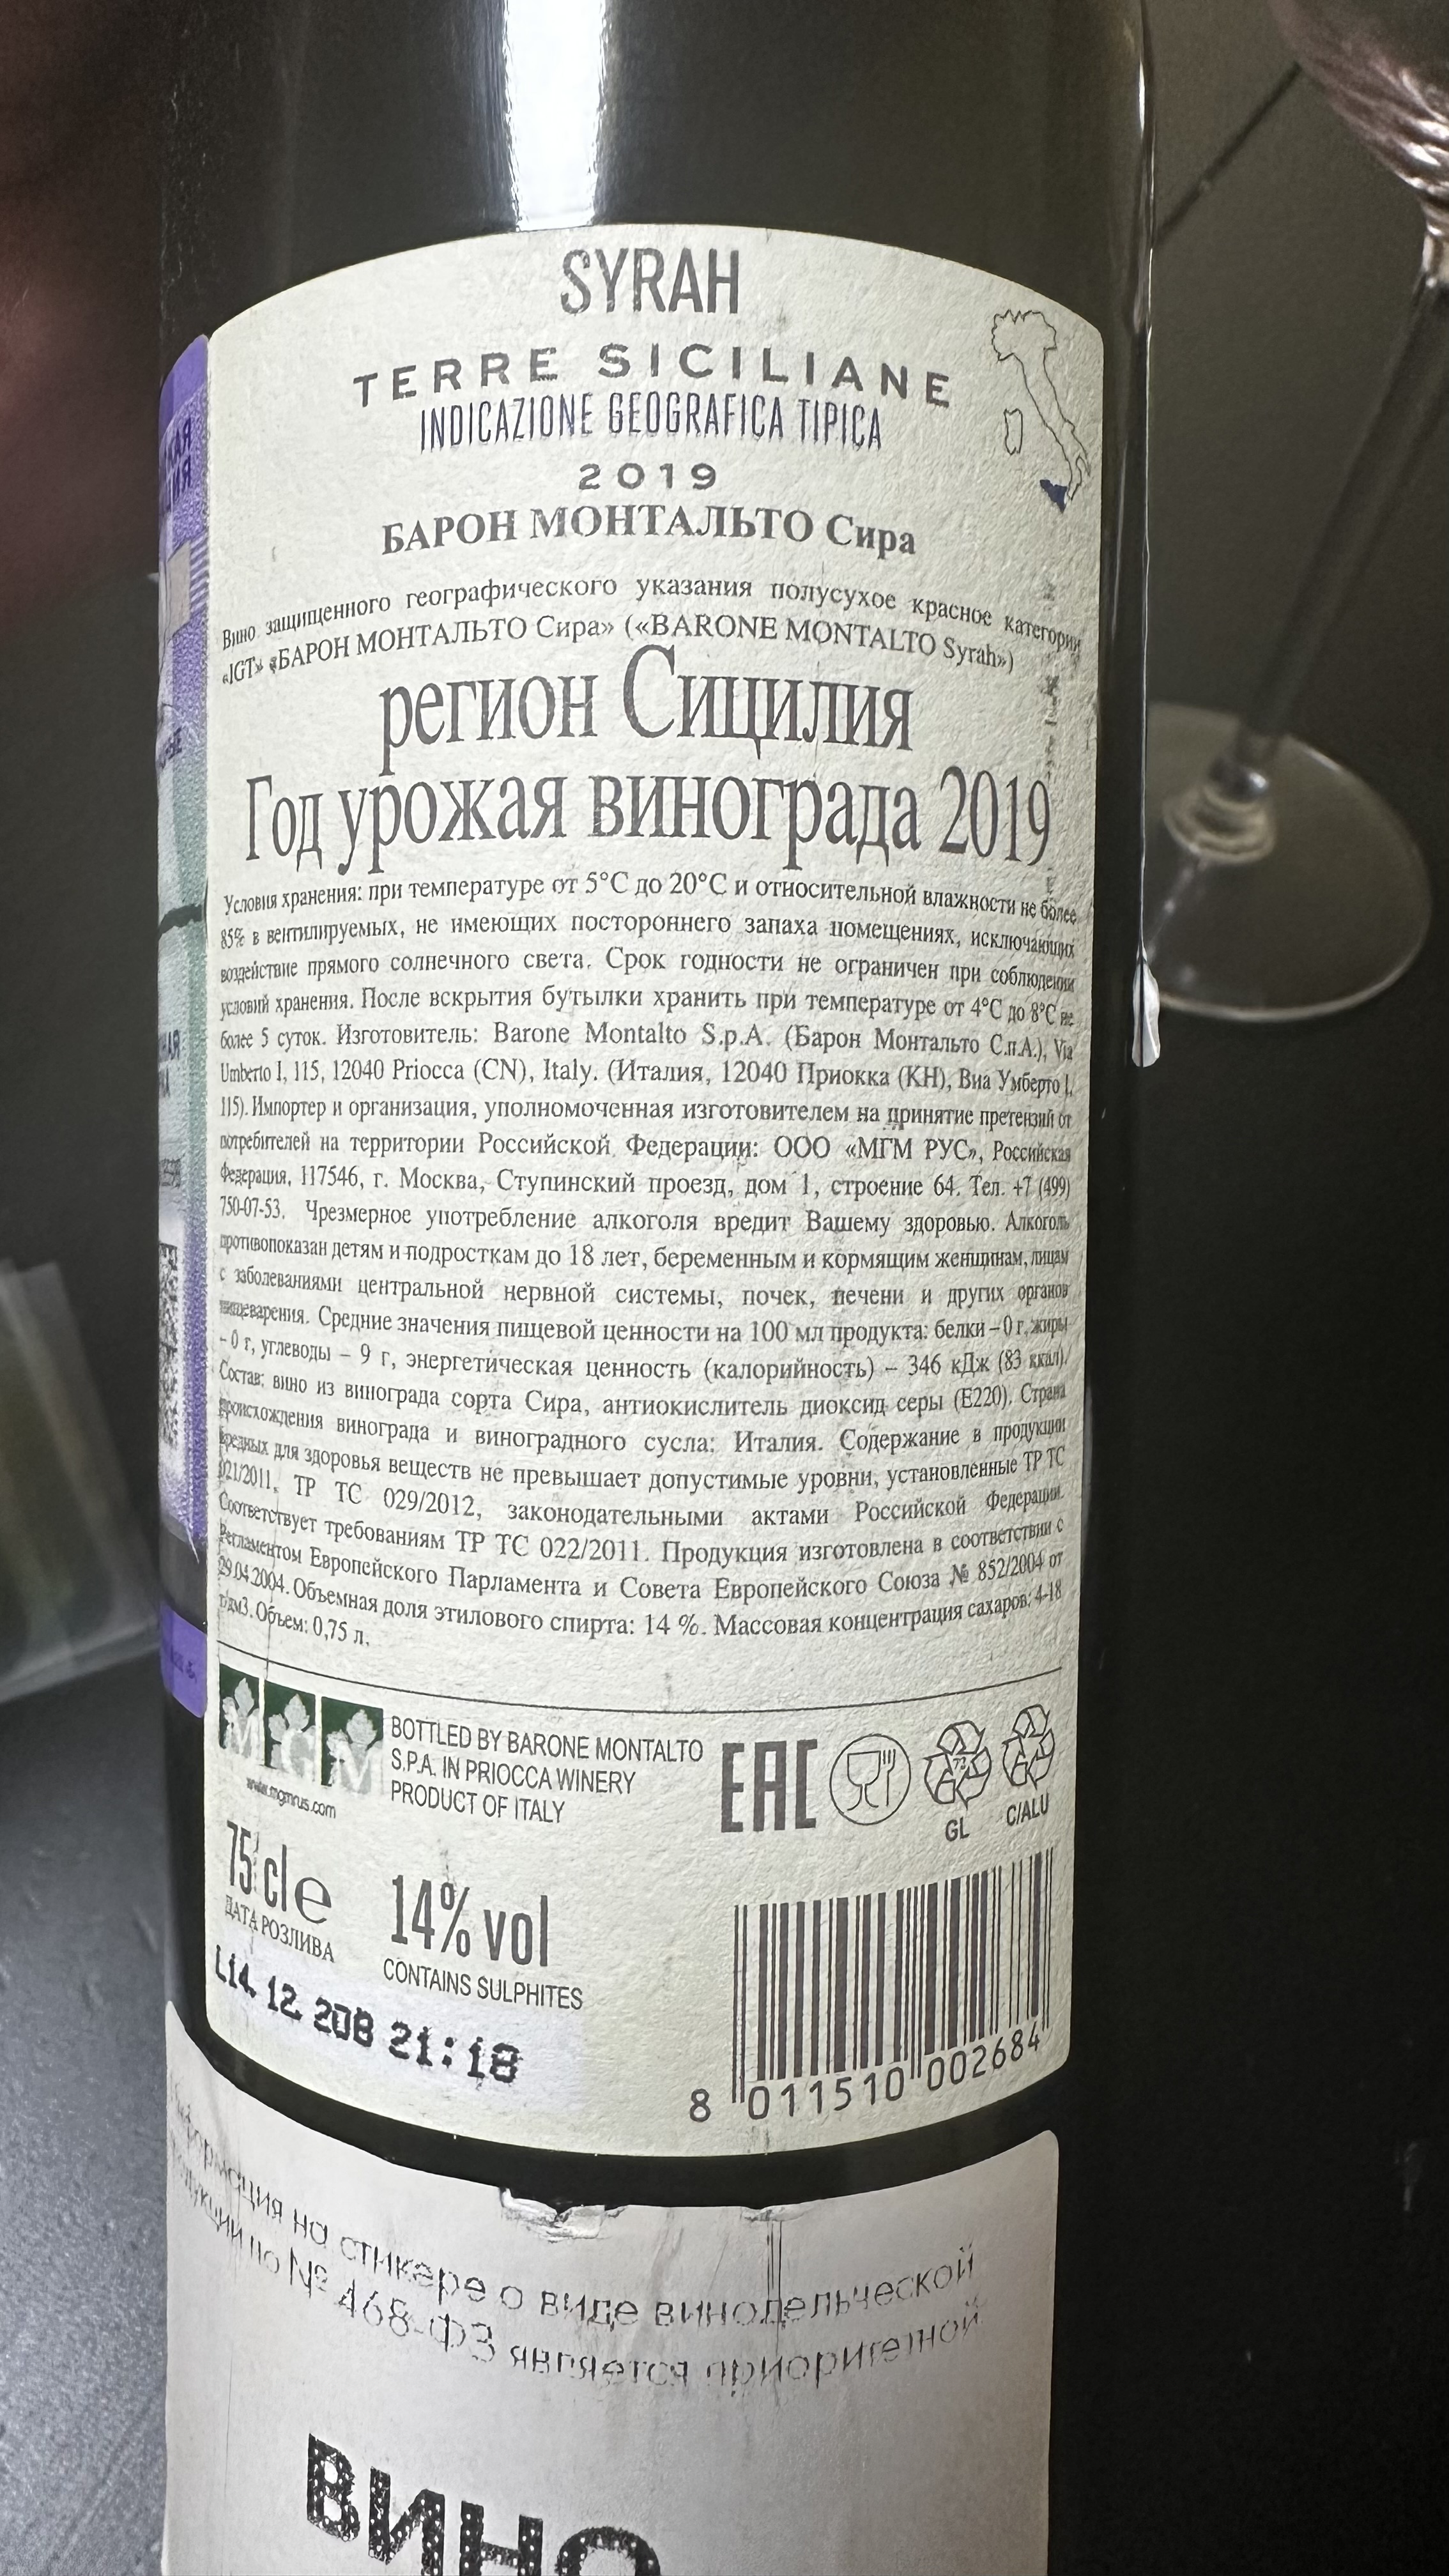 SYRAH
TERRE SICILIANE
INDICAZIONE GEOGRAFICA TIPICA
2019
БАРОН МОНТАЛЬТО Сира
Вино защищенного географического указания полусухое красное категории
«IGT» «БАРОН МОНТАЛЬТО Сира» («BARONE MONTALTO Syrah»)
регион Сицилия
Год урожая винограда 2019
Условия хранения: при температуре от 5°C до 20°C и относительной влажности не более
85% в вентилируемых, не имеющих постороннего запаха помещениях, исключающих
воздействие прямого солнечного света. Срок годности не ограничен при соблюдении
условий хранения. После вскрытия бутылки хранить при температуре от 4°C до 8°C не
более 5 суток. Изготовитель: Barone Montalto S.p.A. (Барон Монтальто С.п.А.), Via
Umberto I, 115, 12040 Priocca (CN), Italy. (Италия, 12040 Приокка (КН), Виа Умберто I,
115). Импортер и организация, уполномоченная изготовителем на принятие претензий от
потребителей на территории Российской Федерации: ООО «МГМ РУС», Российская
Федерация, 117546, г. Москва, Ступинский проезд, дом 1, строение 64. Тел. +7 (499)
750-07-53. Чрезмерное употребление алкоголя вредит Вашему здоровью. Алкоголь
противопоказан детям и подросткам до 18 лет, беременным и кормящим женщинам, лицам
с заболеваниями центральной нервной системы, почек, печени и других органов
пищеварения. Средние значения пищевой ценности на 100 мл продукта: белки – 0 г, жиры
– 0 г, углеводы – 9 г, энергетическая ценность (калорийность) – 346 кДж (83 ккал).
Состав: вино из винограда сорта Сира, антиокислитель диоксид серы (Е220). Страна
происхождения винограда и виноградного сусла: Италия. Содержание в продукции
вредных для здоровья веществ не превышает допустимые уровни, установленные ТР ТС
021/2011, ТР ТС 029/2012, законодательными актами Российской Федерации.
Соответствует требованиям ТР ТС 022/2011. Продукция изготовлена в соответствии с
Регламентом Европейского Парламента и Совета Европейского Союза № 852/2004 от
29.04.2004. Объемная доля этилового спирта: 14 %. Массовая концентрация сахаров: 4-18
г/дм3. Объем: 0,75 л.
MGM
www.mgmrus.com
BOTTLED BY BARONE MONTALTO
S.P.A. IN PRIOCCA WINERY
PRODUCT OF ITALY
EAC
GL
C/ALU
75 cl e
ДАТА РОЗЛИВА
14% vol
CONTAINS SULPHITES
L14. 12. 21:18
8 011510 002684
на стикере о виде винодельческой
по № 468-ФЗ является приоритетной
ВИНО